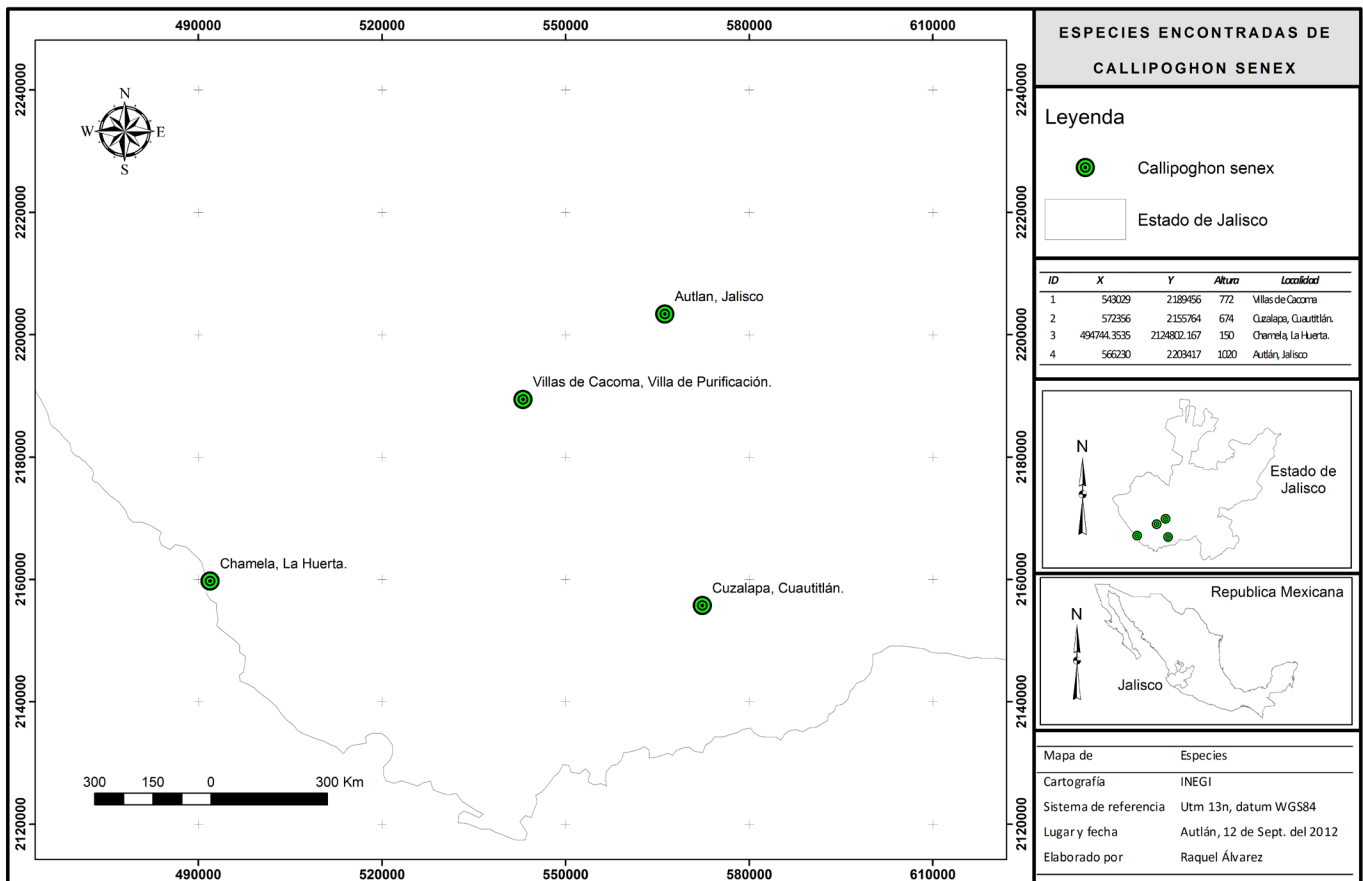 490000 520000 550000 580000 610000
2240000
2220000
2200000
2180000
2160000
2140000
2120000
N
W E
S
Autlan, Jalisco
Villas de Cacoma, Villa de Purificación.
Chamela, La Huerta.
Cuzalapa, Cuautitlán.
300 150 0 300 Km
2240000
2220000
2200000
2180000
2160000
2140000
2120000
490000 520000 550000 580000 610000
ESPECIES ENCONTRADAS DE
CALLIPOGHON SENEX
Leyenda
Callipoghon senex
Estado de Jalisco
ID X Y Altura Localidad
1 543029 2189456 772 Villas de Cacoma
2 572356 2155764 674 Cuzalapa, Cuautitlán.
3 494744.3535 2124802.167 150 Chamela, La Huerta.
4 566230 2203417 1020 Autlán, Jalisco
N
Estado de
Jalisco
Republica Mexicana
N
Jalisco
Mapa de Especies
Cartografía INEGI
Sistema de referencia Utm 13n, datum WGS84
Lugar y fecha Autlán, 12 de Sept. del 2012
Elaborado por Raquel Álvarez